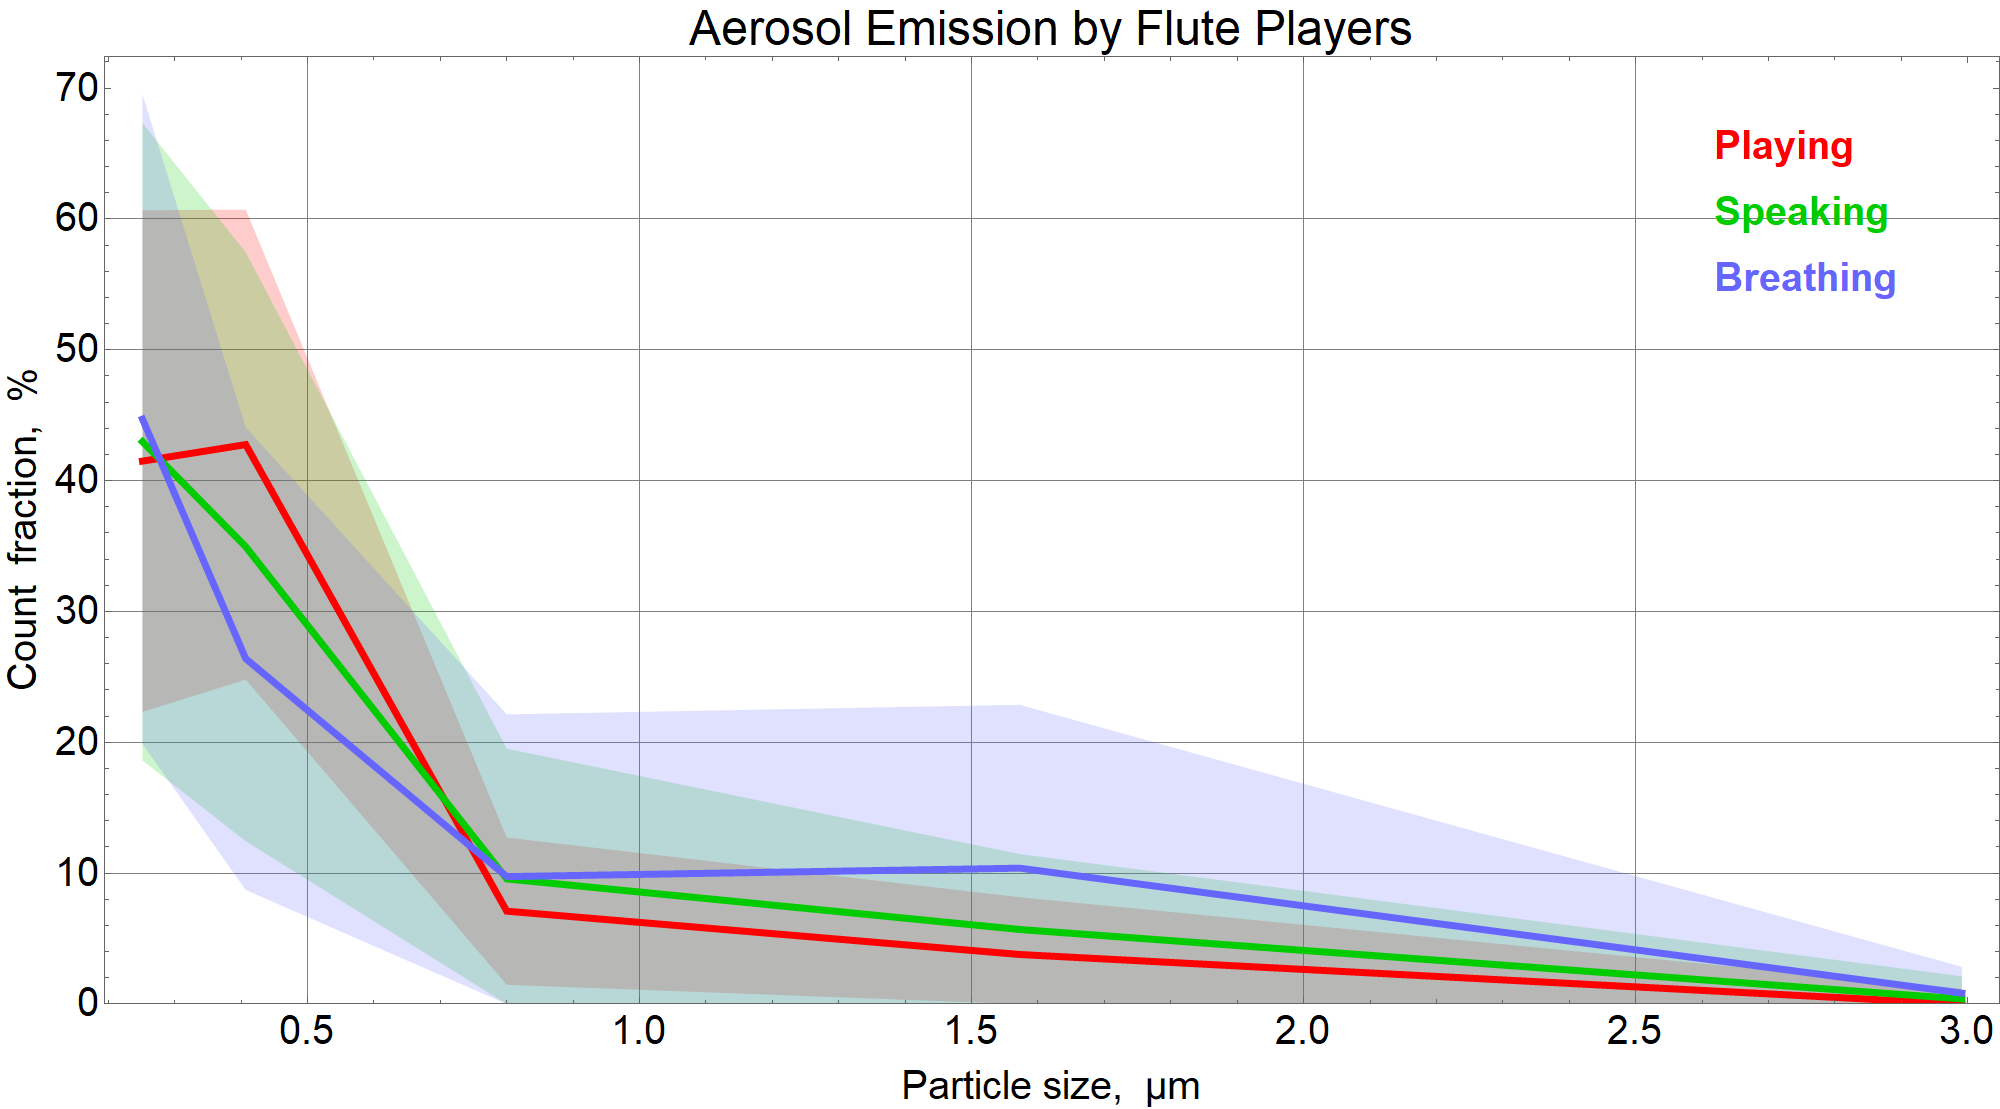 Aerosol Emission by Flute Players
Playing
Speaking
Breathing
Count fraction, %
70
60
50
40
30
20
10
0
0.5 1.0 1.5 2.0 2.5 3.0
Particle size, μm